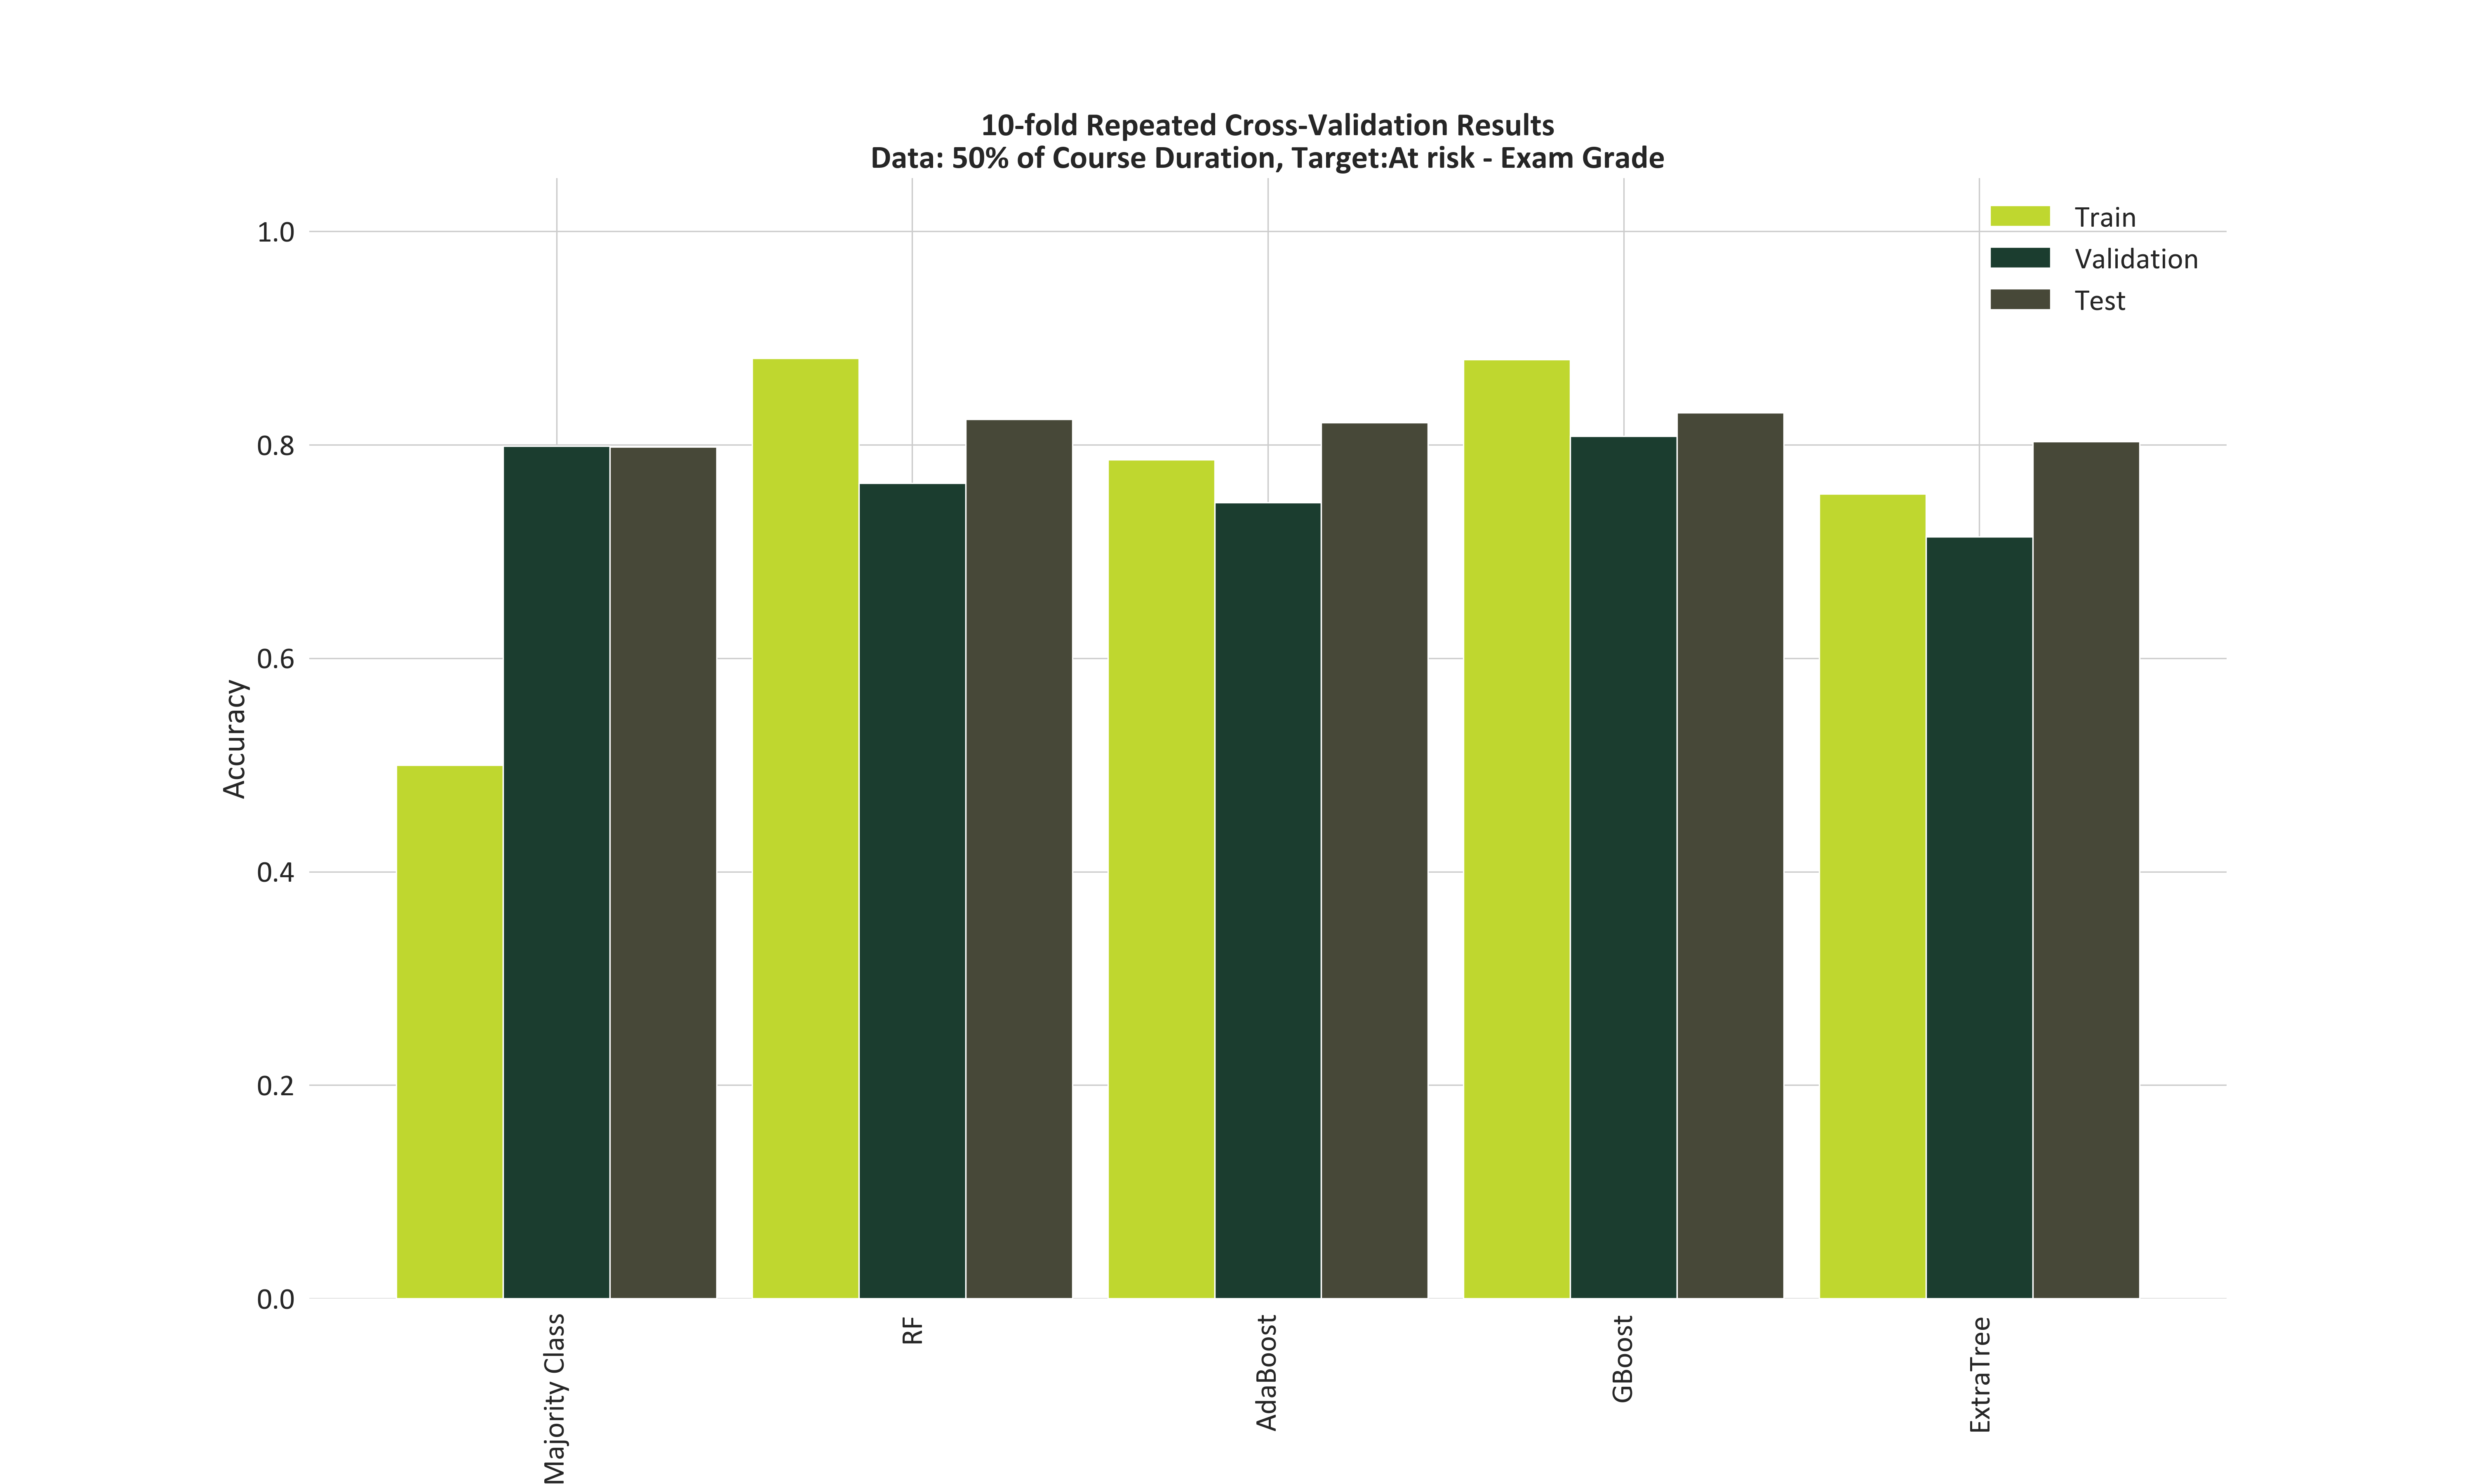 10-fold Repeated Cross-Validation Results
Data: 50% of Course Duration, Target:At risk - Exam Grade
Train
Validation
Test
1.0
0.8
0.6
0.4
0.2
0.0
Accuracy
Majority Class
RF
AdaBoost
GBoost
ExtraTree